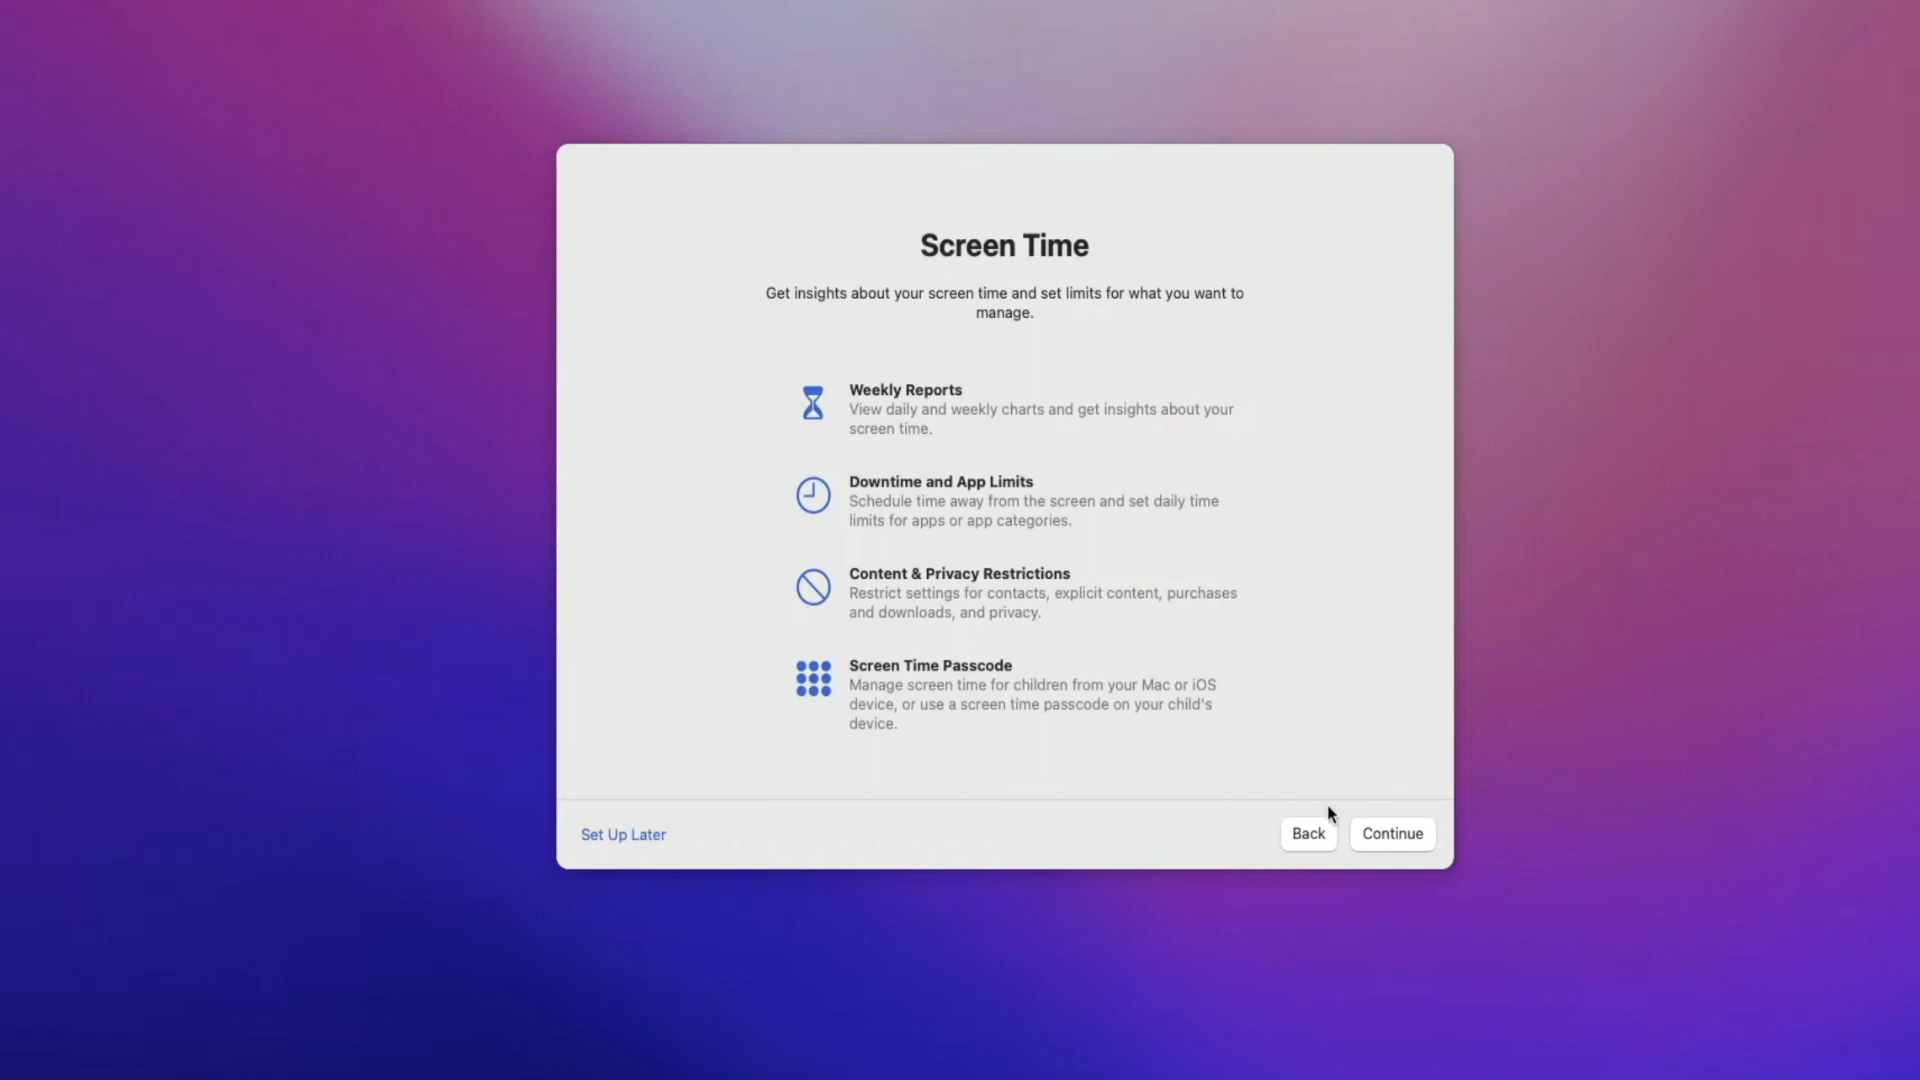 Screen Time
Get insights about your screen time and set limits for what you want to
manage.
Weekly Reports
View daily and weekly charts and get insights about your
screen time.
Downtime and App Limits
Schedule time away from the screen and set daily time
limits for apps or app categories.
Content & Privacy Restrictions
Restrict settings for contacts, explicit content, purchases
and downloads, and privacy.
Screen Time Passcode
Manage screen time for children from your Mac or iOS
device, or use a screen time passcode on your child's
device.
Set Up Later
Back
Continue